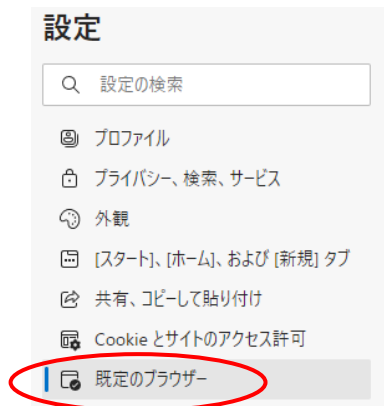 設定
設定の検索
プロファイル
プライバシー、検索、サービス
外観
[スタート]、[ホーム]、および [新規] タブ
共有、コピーして貼り付け
Cookie とサイトのアクセス許可
既定のブラウザー